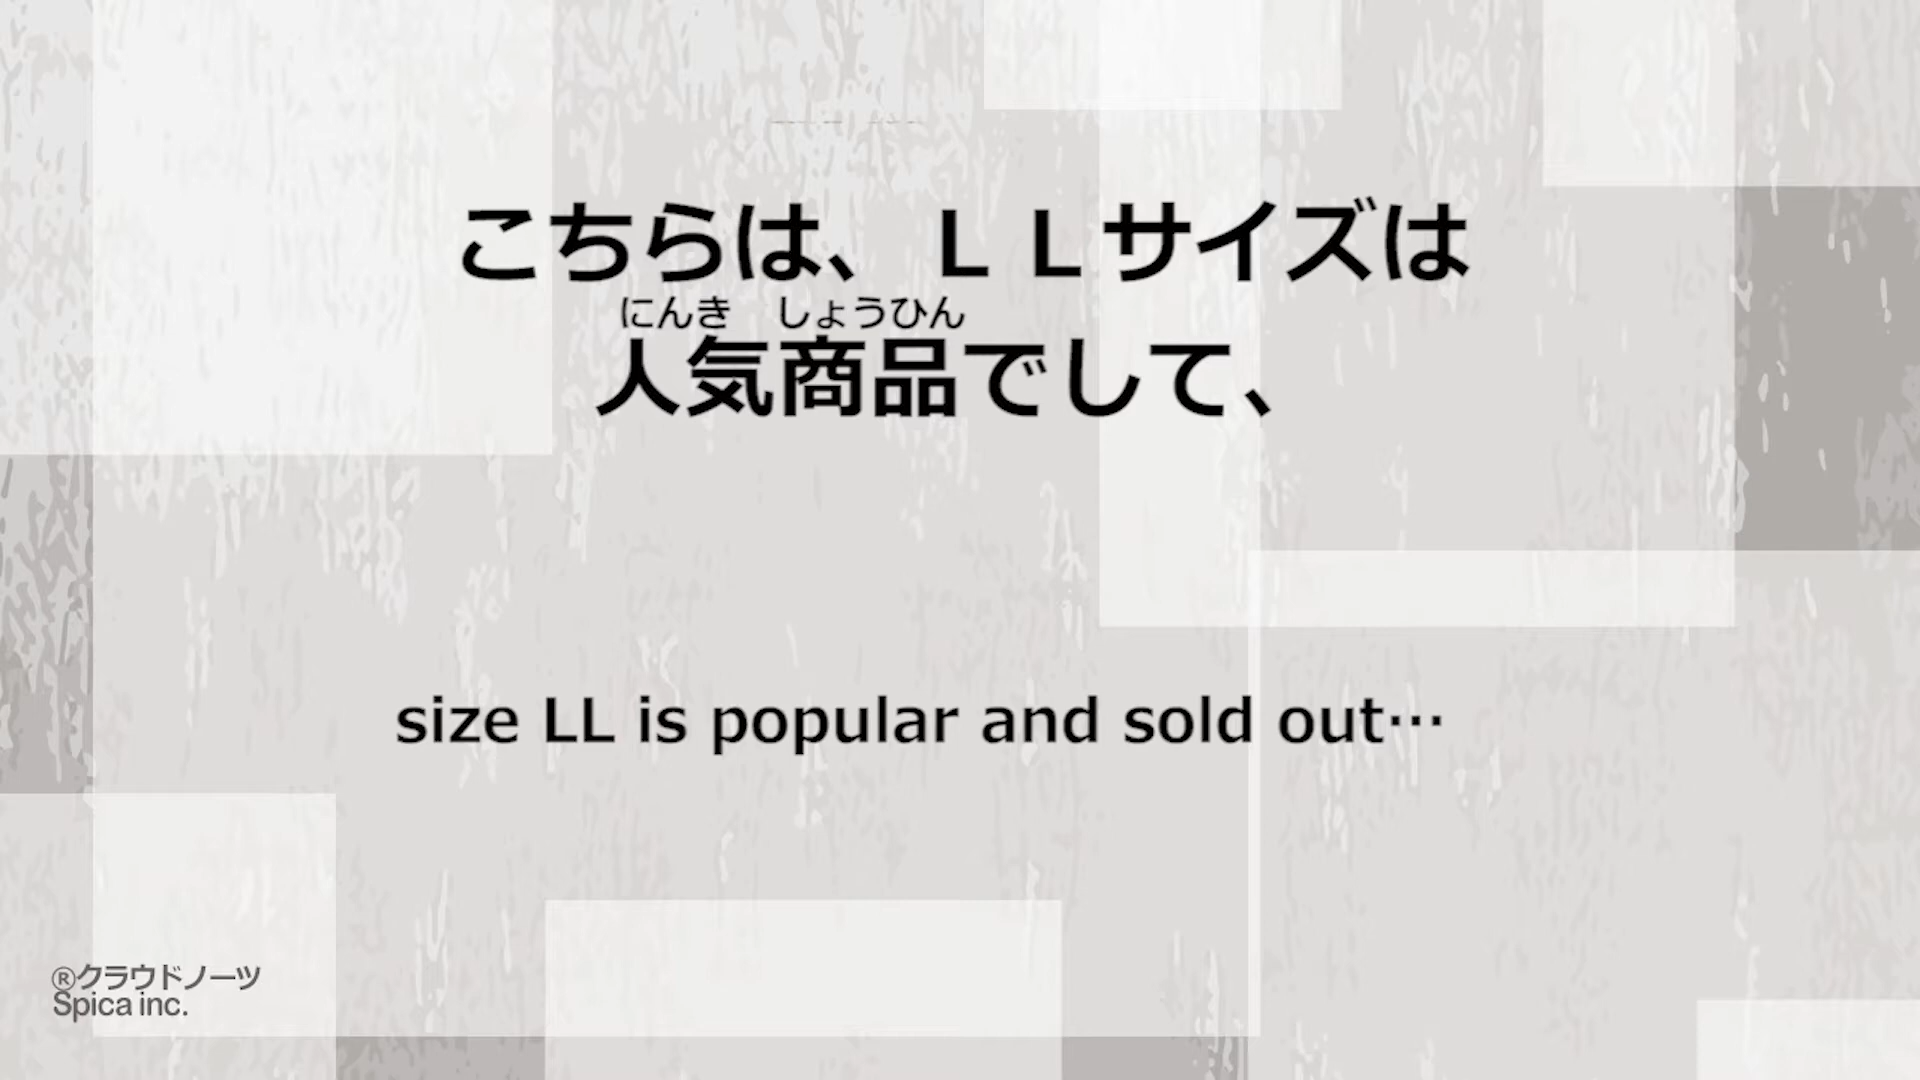 こちらは、ＬＬサイズは
にんき しょうひん
人気商品でして、
size LL is popular and sold out…
®クラウドノーツ
Spica inc.